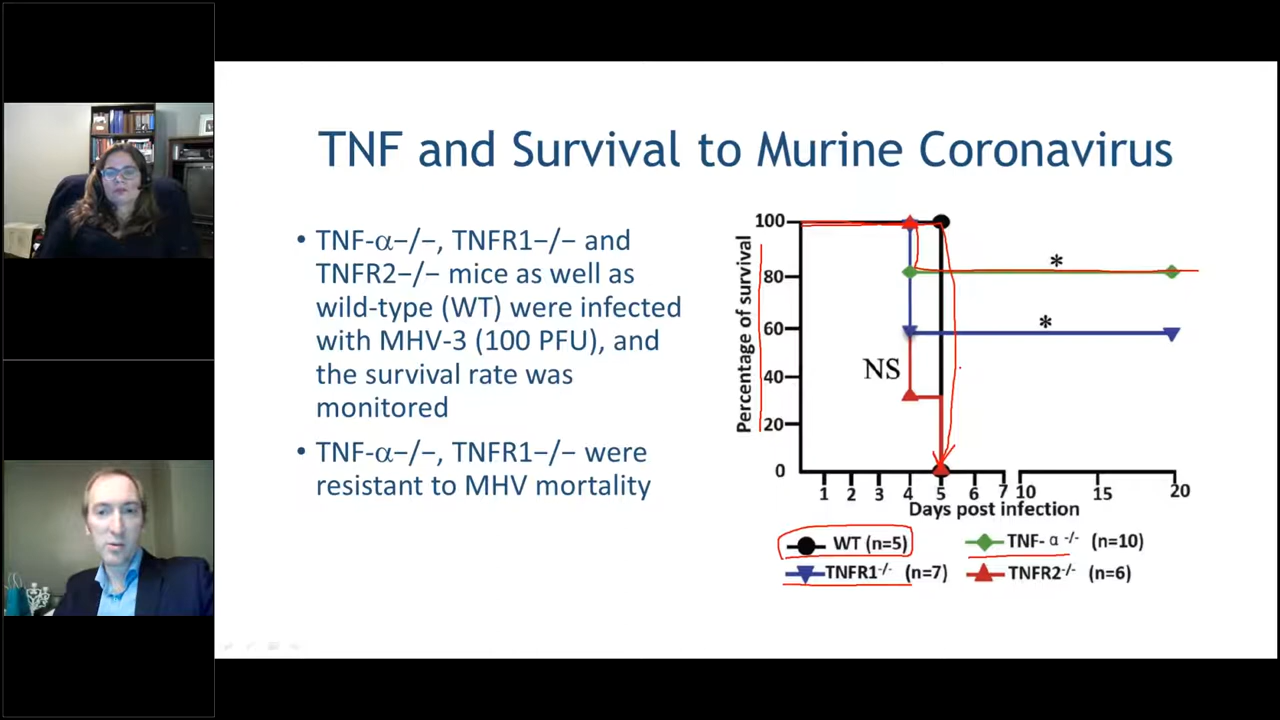 TNF and Survival to Murine Coronavirus
• TNF-α−/−, TNFR1−/− and
TNFR2−/− mice as well as
wild-type (WT) were infected
with MHV-3 (100 PFU), and
the survival rate was
monitored
• TNF-α−/−, TNFR1−/− were
resistant to MHV mortality
Percentage of survival
100
80
60
40
20
0
*
*
NS
1 2 3 4 5 6 7 10 15 20
Days post infection
WT (n=5)
TNF- α -/- (n=10)
TNFR1-/- (n=7)
TNFR2-/- (n=6)